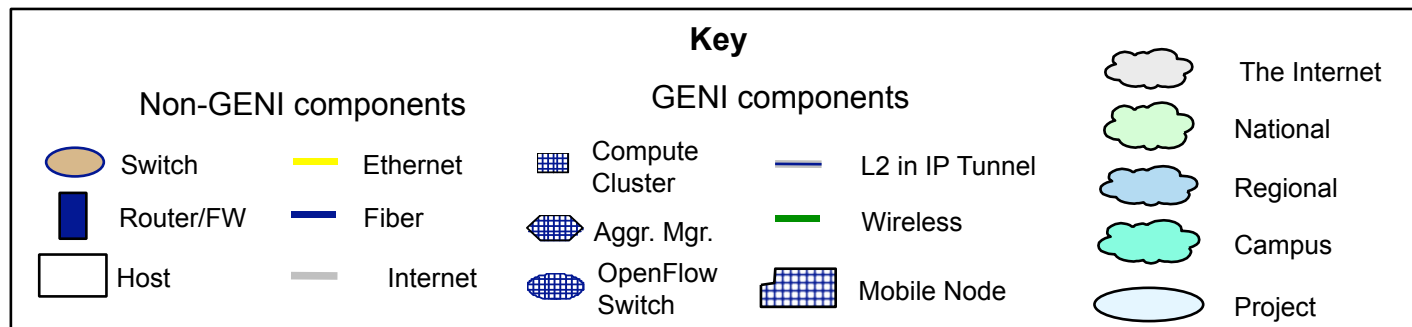 Key
Non-GENI components
Switch
Ethernet
Router/FW
Fiber
Host
Internet
GENI components
Compute
Cluster
L2 in IP Tunnel
Aggr. Mgr.
Wireless
OpenFlow
Switch
Mobile Node
The Internet
National
Regional
Campus
Project